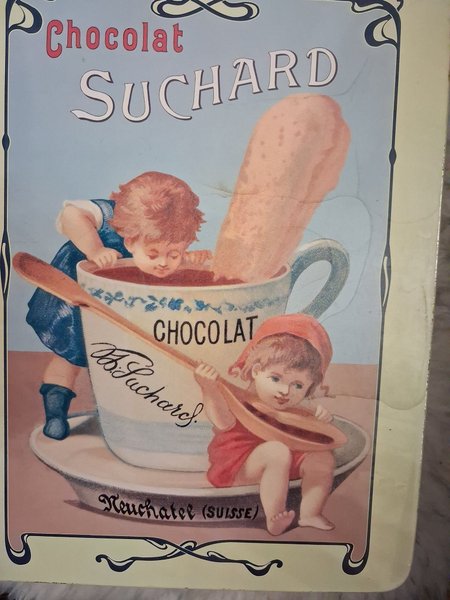 Chocolat
SUCHARD
CHOCOLAT
Ph. Suchard.
Neuchatel (SUISSE)